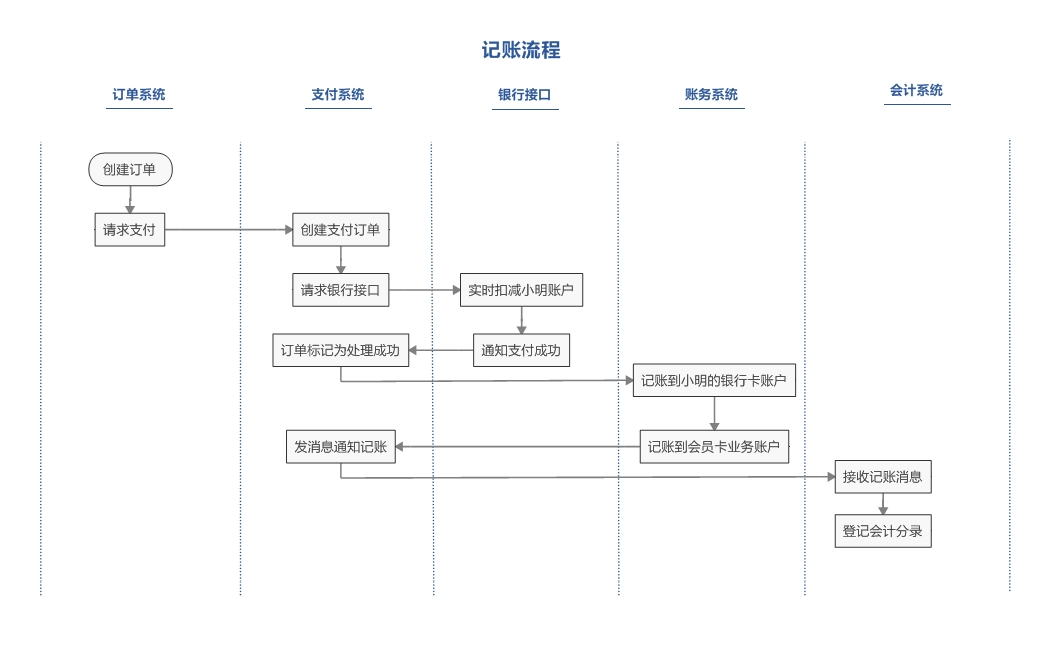 记账流程
订单系统
支付系统
银行接口
账务系统
会计系统
创建订单
请求支付
创建支付订单
请求银行接口
实时扣减小明账户
订单标记为处理成功
通知支付成功
记账到小明的银行卡账户
发消息通知记账
记账到会员卡业务账户
接收记账消息
登记会计分录